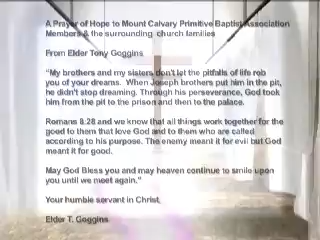 A Prayer of Hope to Mount Calvary Primitive Baptist Association
Members & the surrounding church families
From Elder Tony Goggins
"My brothers and my sisters don't let the pitfalls of life rob
you of your dreams. When Joseph brothers put him in the pit,
he didn't stop dreaming. Through his perseverance, God took
him from the pit to the prison and then to the palace.
Romans 8:28 and we know that all things work together for the
good to them that love God and to them who are called
according to his purpose. The enemy meant it for evil but God
meant it for good.
May God Bless you and may heaven continue to smile upon
you until we meet again."
Your humble servant in Christ,
Elder T. Goggins